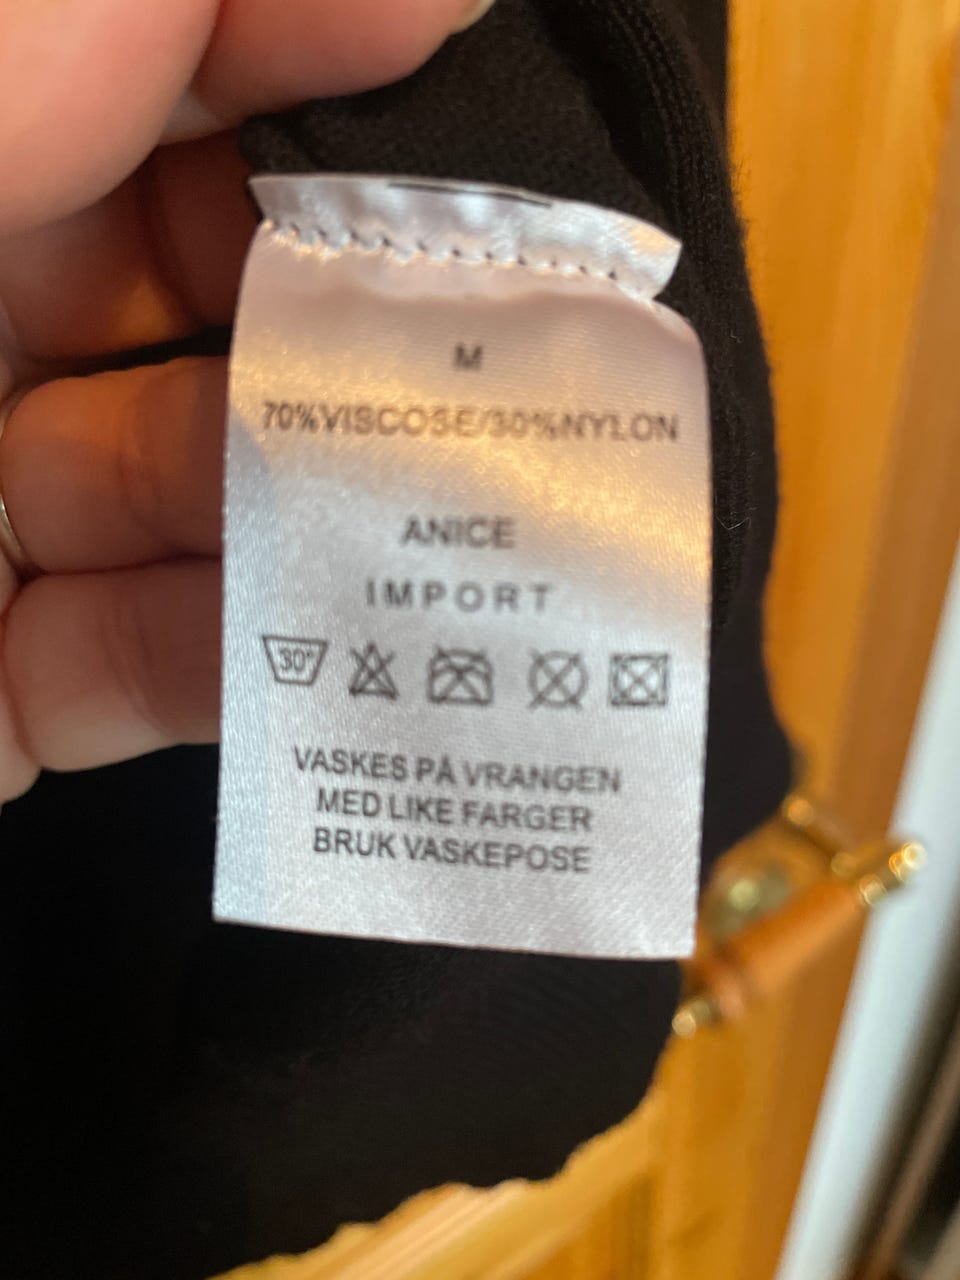 M
70%VISCOSE/30%NYLON
ANICE
IMPORT
30°
VASKES PÅ VRANGEN
MED LIKE FARGER
BRUK VASKEPOSE